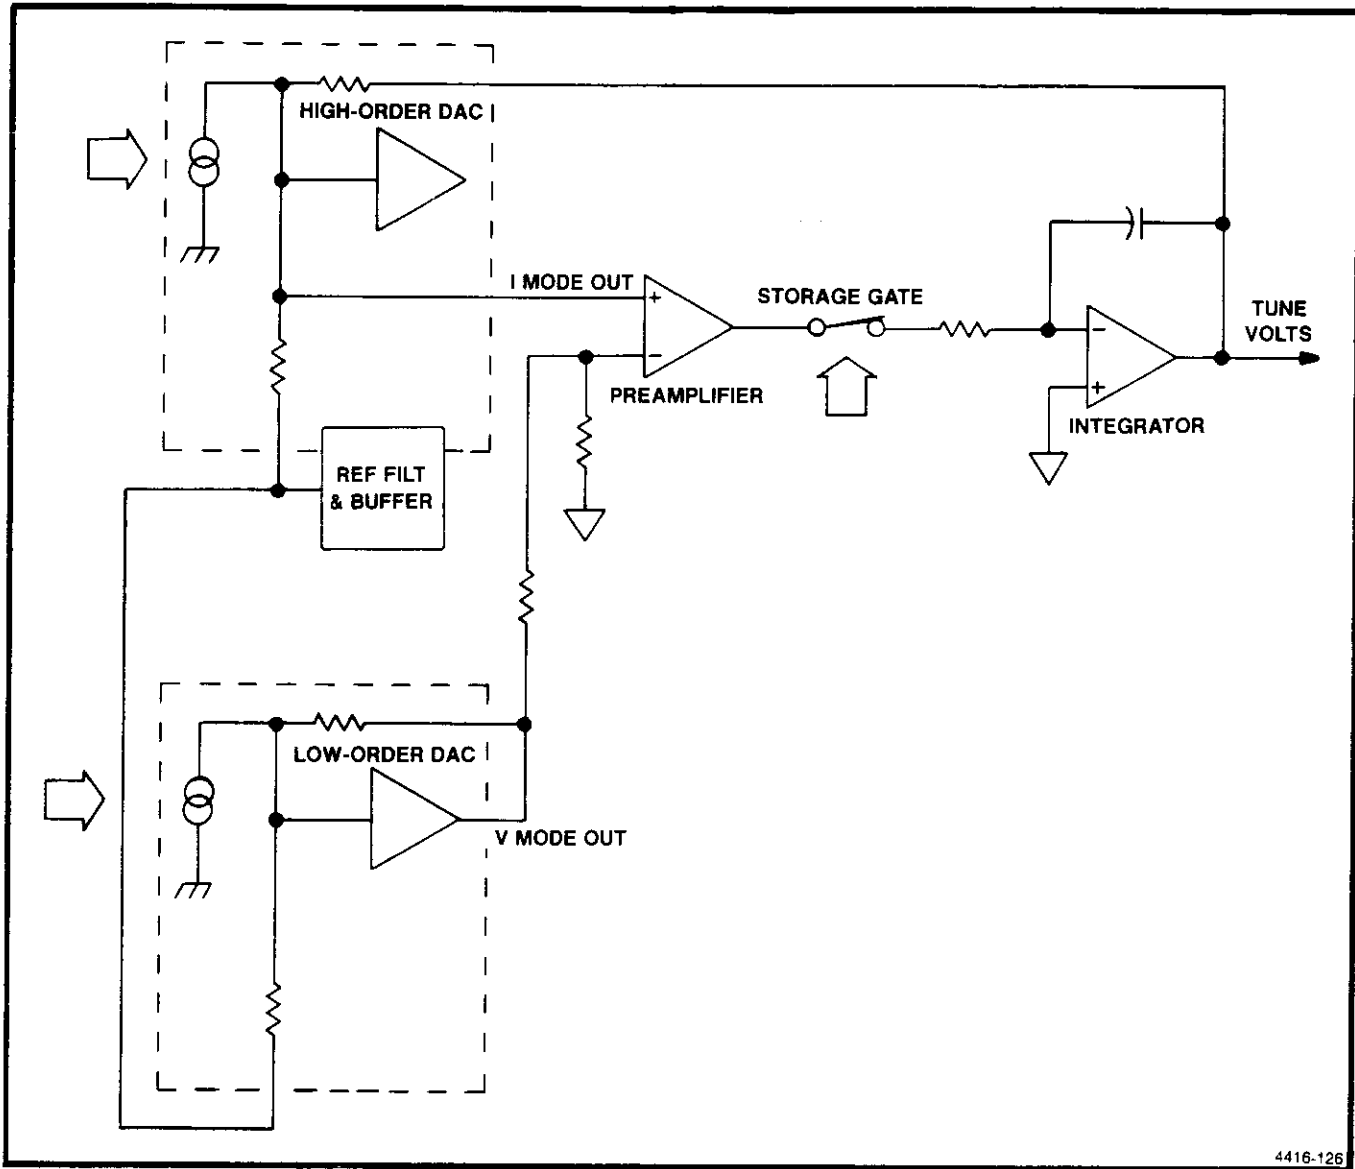 HIGH-ORDER DAC
I MODE OUT
STORAGE GATE
TUNE
VOLTS
+
−
PREAMPLIFIER
−
+
INTEGRATOR
REF FILT
& BUFFER
LOW-ORDER DAC
V MODE OUT
4416-126